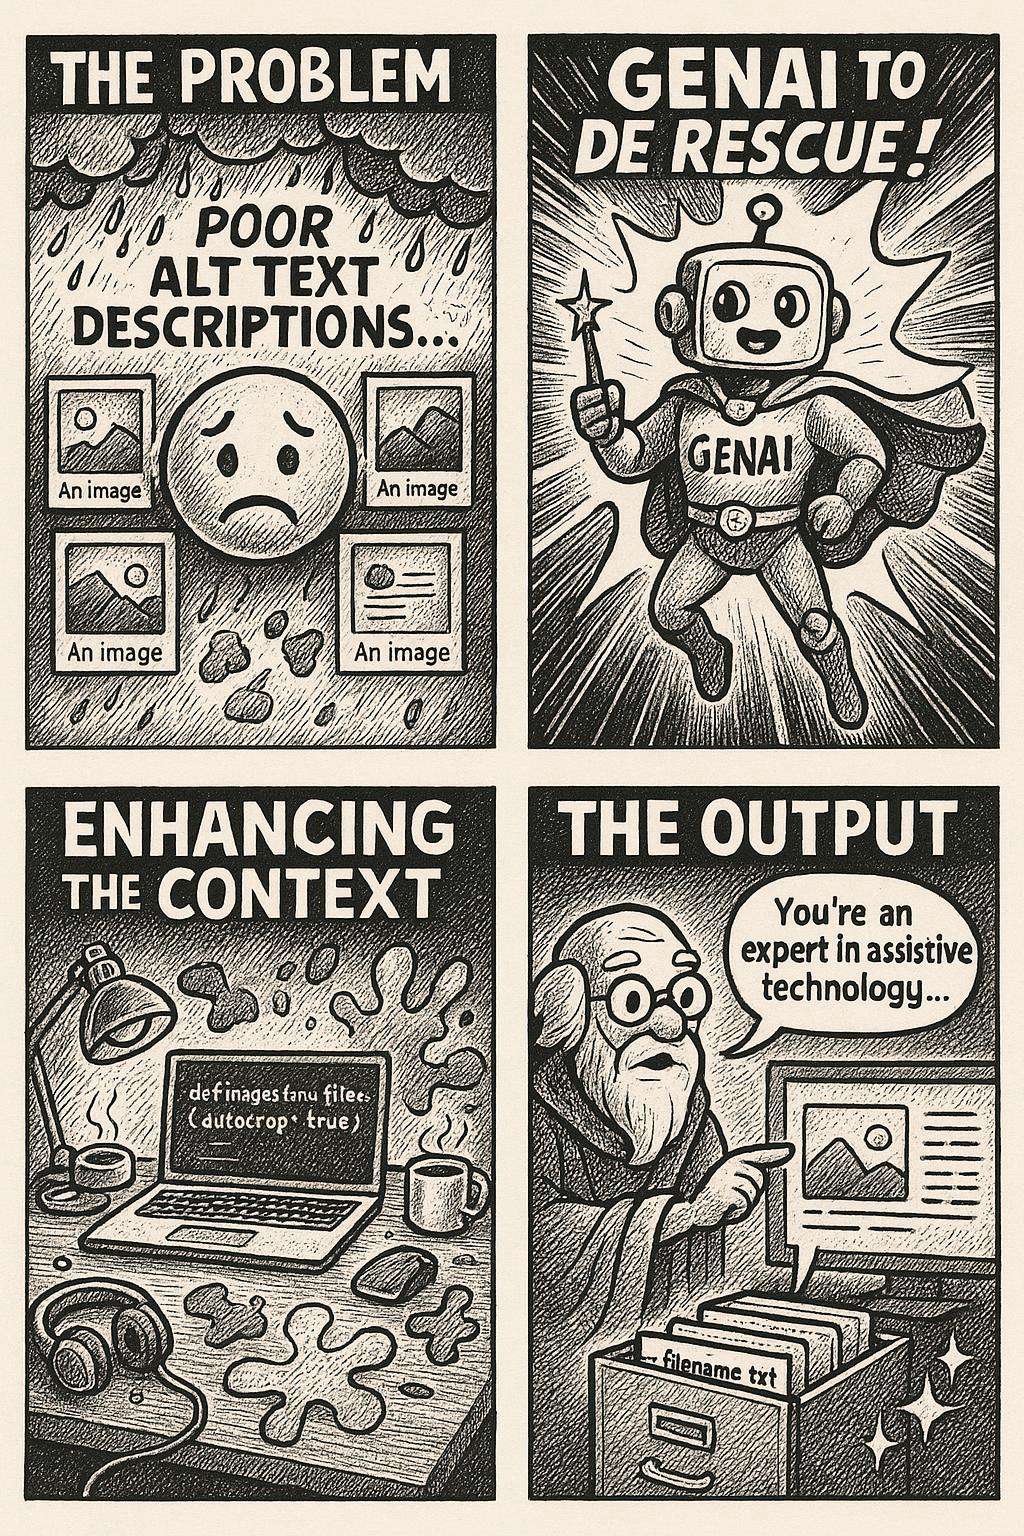 THE PROBLEM
POOR
ALT TEXT
DESCRIPTIONS...
An image
An image
An image
An image
GENAI TO
DE RESCUE!
GENAI
ENHANCING
THE CONTEXT
def
(autocrop
true)
THE OUTPUT
You're an
expert in assistive
technology...
filename txt